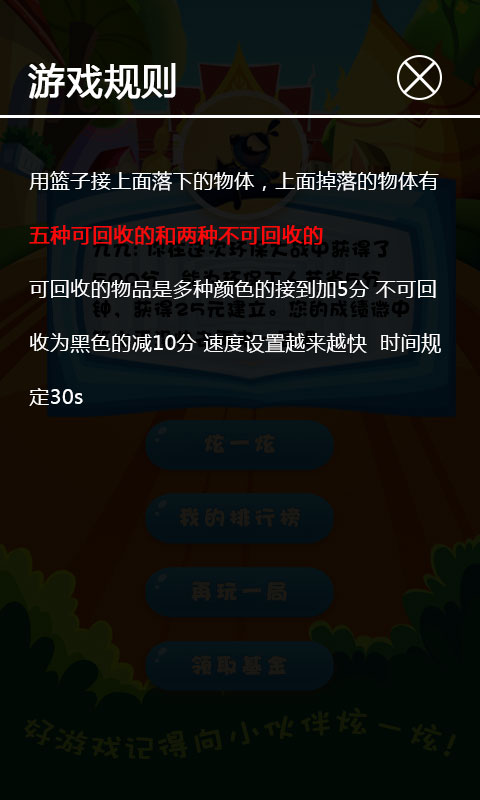 游戏规则
用篮子接上面落下的物体，上面掉落的物体有
五种可回收的和两种不可回收的
可回收的物品是多种颜色的接到加5分 不可回
收为黑色的减10分 速度设置越来越快 时间规
定30s
炫一炫
我的排行榜
再玩一局
领取基金
好游戏记得向小伙伴炫一炫!